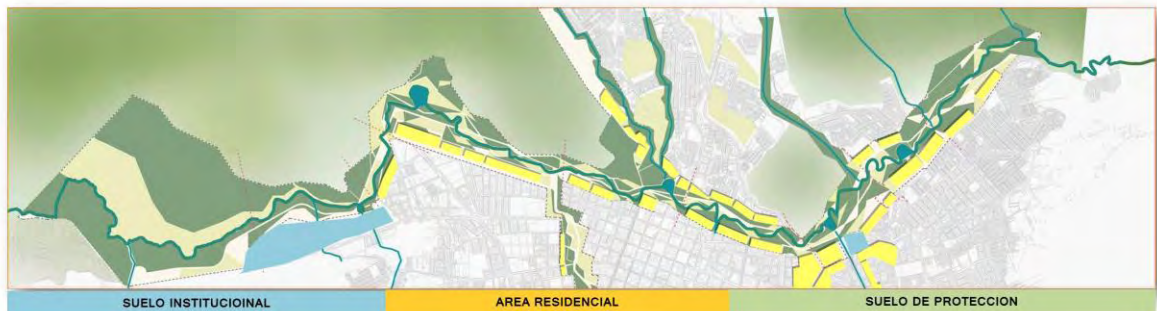 SUELO INSTITUCIOINAL
AREA RESIDENCIAL
SUELO DE PROTECCION